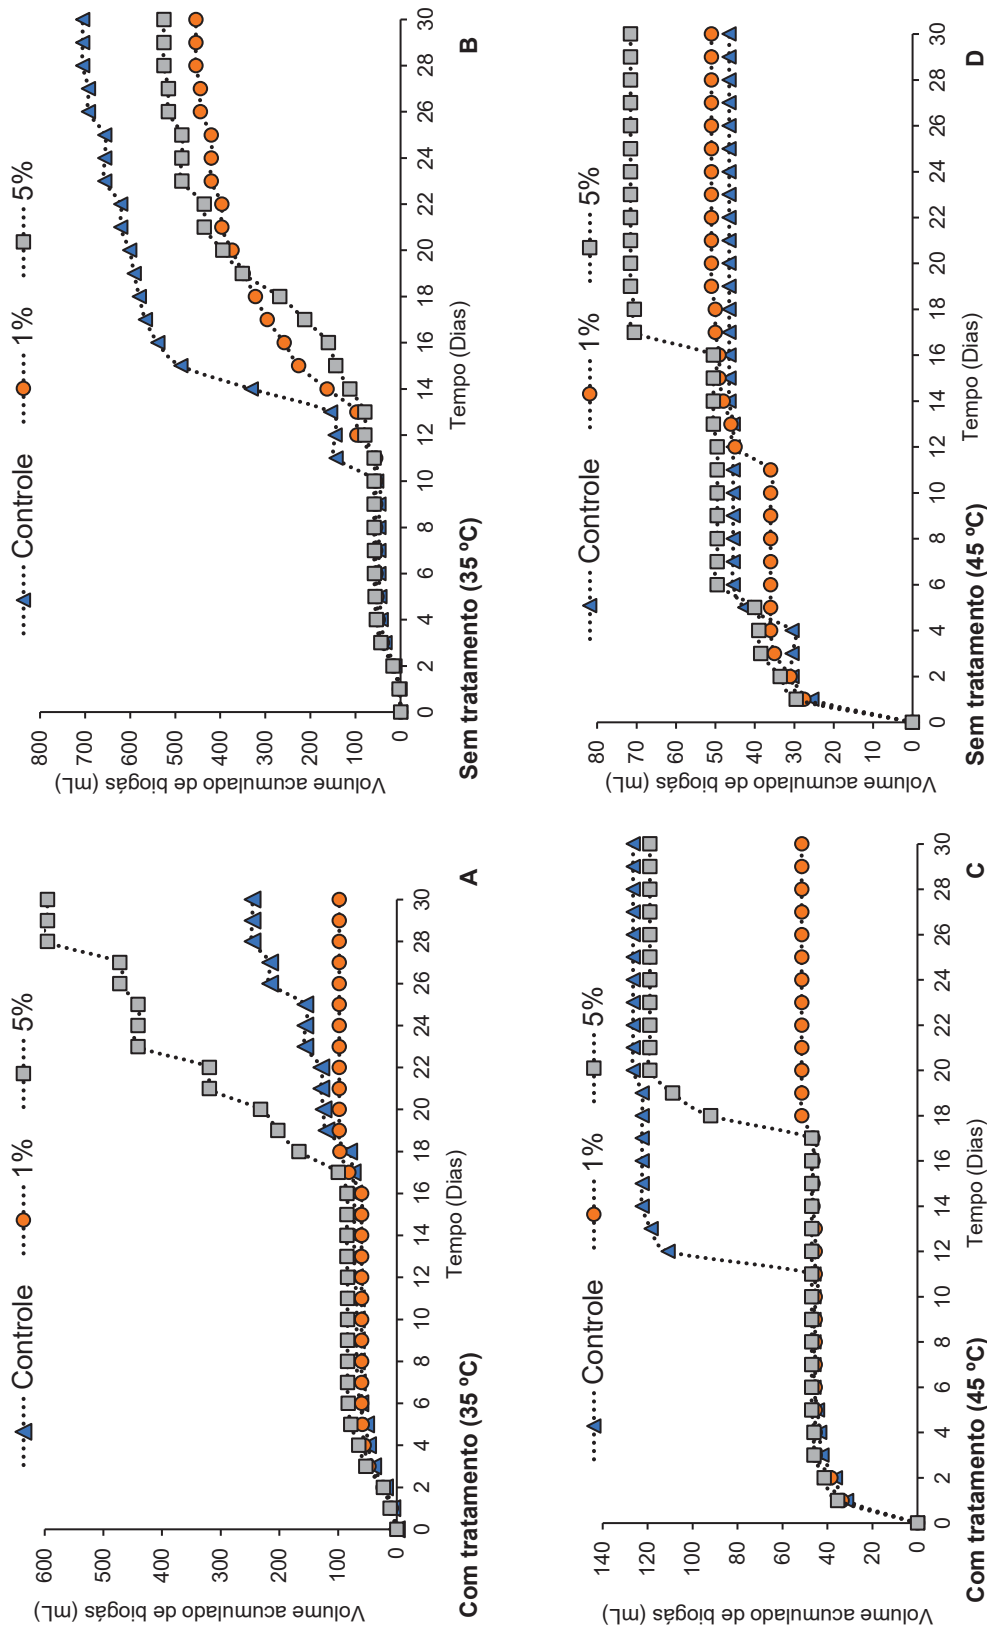 Controle 1% 5%
Volume acumulado de biogás (mL)
600
500
400
300
200
100
0
0 2 4 6 8 10 12 14 16 18 20 22 24 26 28 30
Tempo (Dias)
Com tratamento (35 ºC) A
Controle 1% 5%
Volume acumulado de biogás (mL)
800
700
600
500
400
300
200
100
0
0 2 4 6 8 10 12 14 16 18 20 22 24 26 28 30
Tempo (Dias)
Sem tratamento (35 ºC) B
Controle 1% 5%
Volume acumulado de biogás (mL)
140
120
80
60
40
20
0
0 2 4 6 8 10 12 14 16 18 20 22 24 26 28 30
Tempo (Dias)
Com tratamento (45 ºC) C
Controle 1% 5%
Volume acumulado de biogás (mL)
80
70
60
50
40
30
20
10
0
0 2 4 6 8 10 12 14 16 18 20 22 24 26 28 30
Tempo (Dias)
Sem tratamento (45 ºC) D